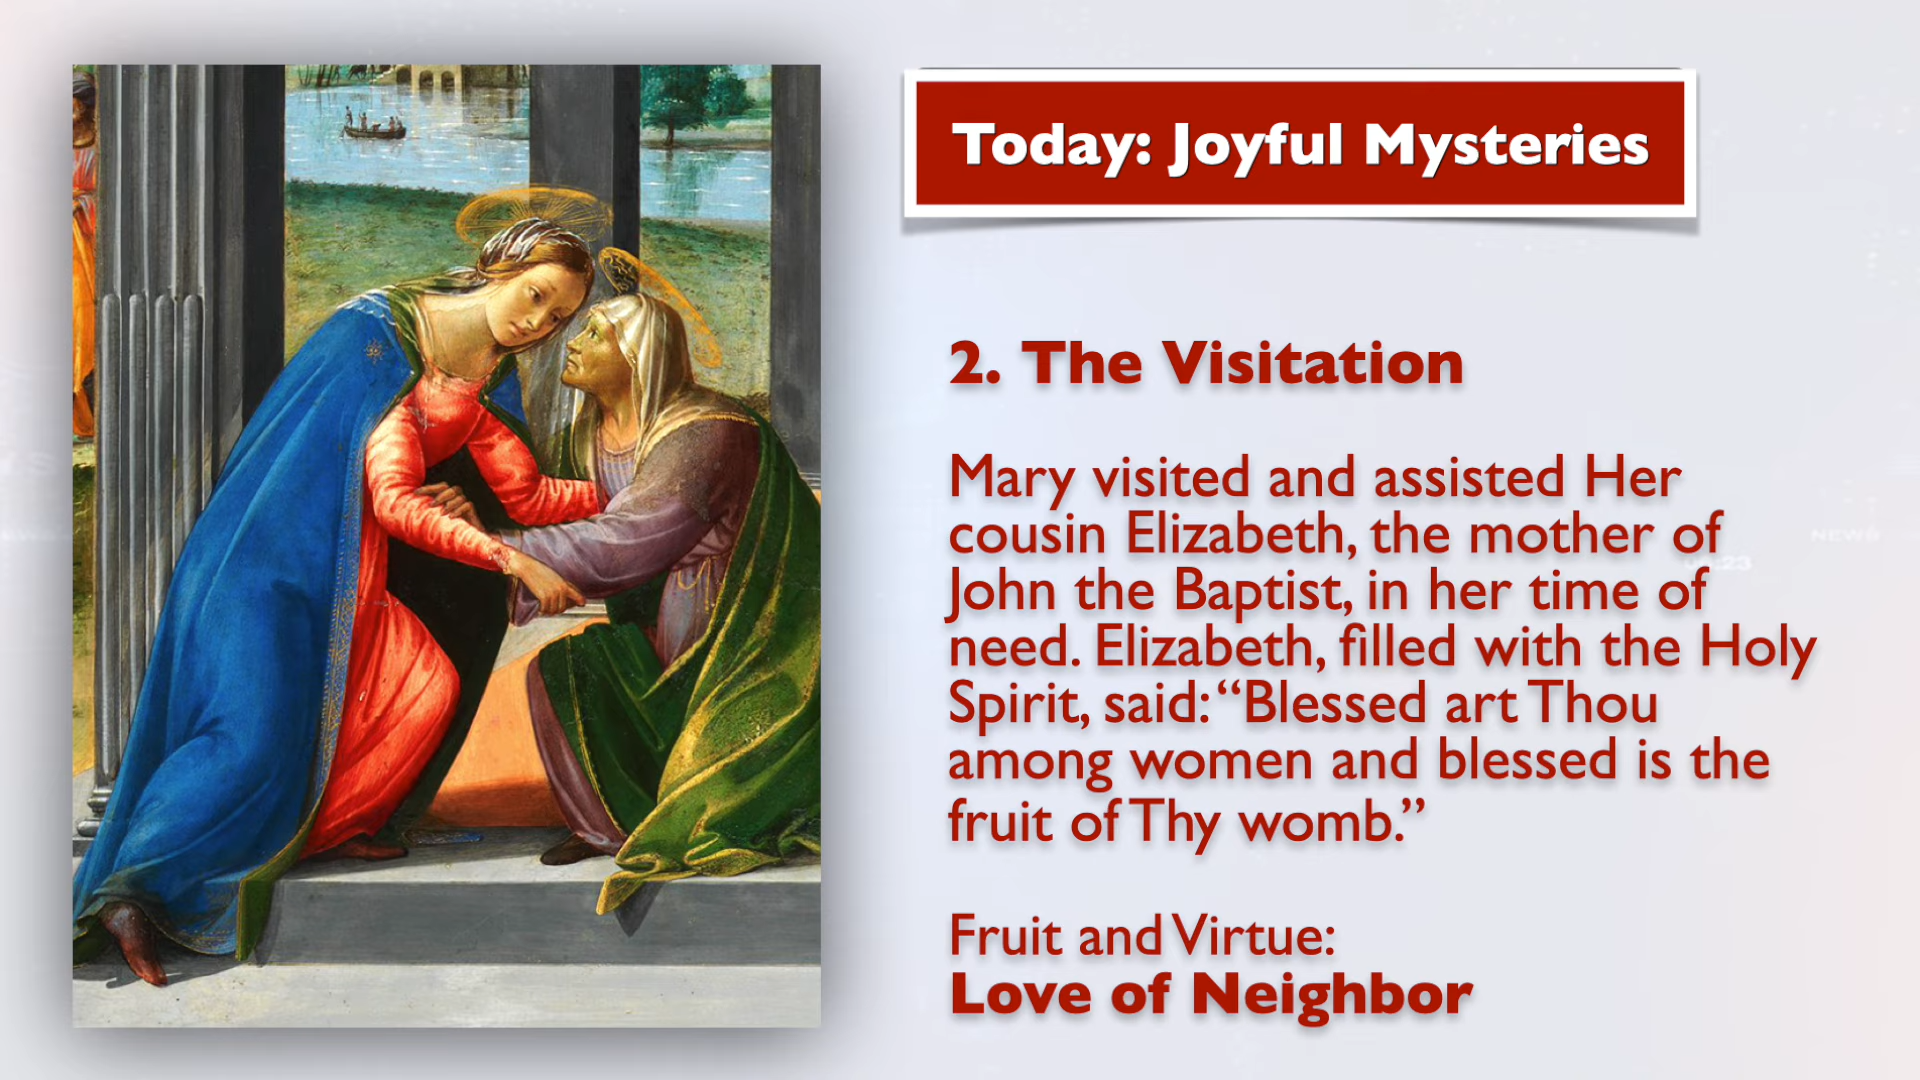 Today: Joyful Mysteries
2. The Visitation
Mary visited and assisted Her
cousin Elizabeth, the mother of
John the Baptist, in her time of
need. Elizabeth, filled with the Holy
Spirit, said: “Blessed art Thou
among women and blessed is the
fruit of Thy womb.”
Fruit and Virtue:
Love of Neighbor
NEWS